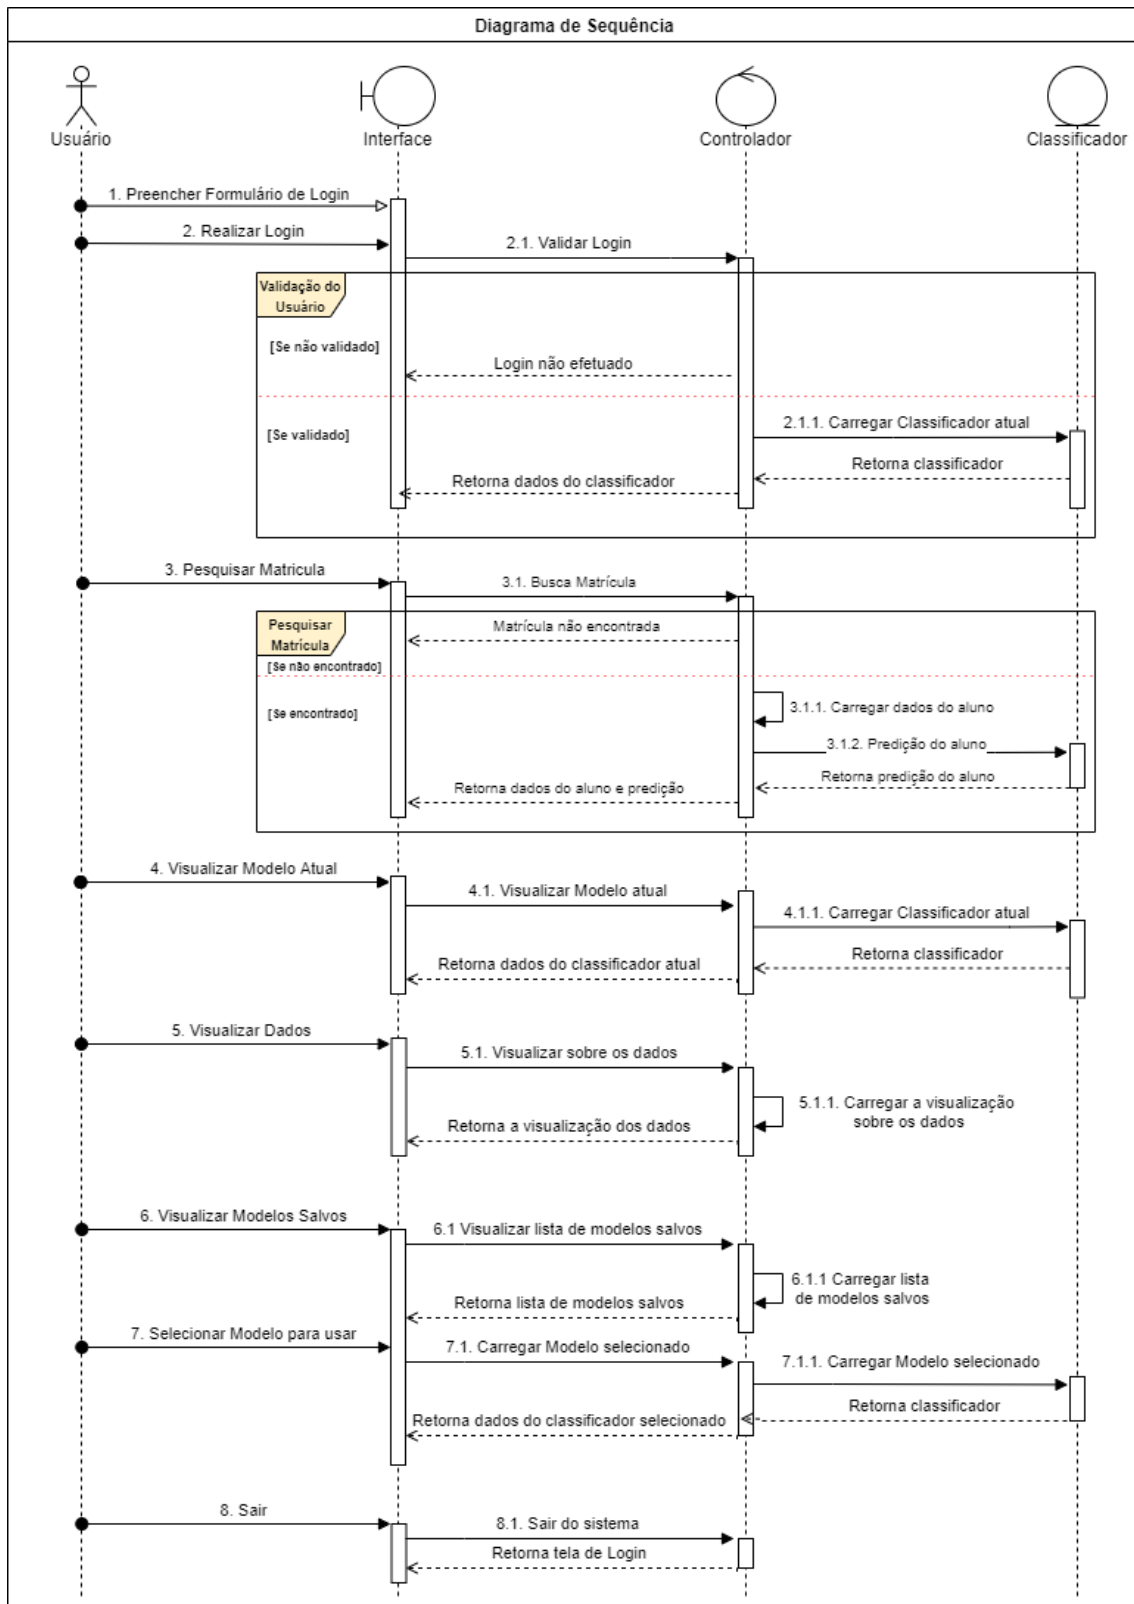 Diagrama de Sequência
Usuário
Interface
Controlador
Classificador
1. Preencher Formulário de Login
2. Realizar Login
2.1. Validar Login
Validação do
Usuário
[Se não validado]
Login não efetuado
[Se validado]
2.1.1. Carregar Classificador atual
Retorna classificador
Retorna dados do classificador
3. Pesquisar Matricula
3.1. Busca Matrícula
Pesquisar
Matrícula
Matrícula não encontrada
[Se não encontrado]
[Se encontrado]
3.1.1. Carregar dados do aluno
3.1.2. Predição do aluno
Retorna predição do aluno
Retorna dados do aluno e predição
4. Visualizar Modelo Atual
4.1. Visualizar Modelo atual
4.1.1. Carregar Classificador atual
Retorna classificador
Retorna dados do classificador atual
5. Visualizar Dados
5.1. Visualizar sobre os dados
5.1.1. Carregar a visualização
sobre os dados
Retorna a visualização dos dados
6. Visualizar Modelos Salvos
6.1 Visualizar lista de modelos salvos
6.1.1 Carregar lista
de modelos salvos
Retorna lista de modelos salvos
7. Selecionar Modelo para usar
7.1. Carregar Modelo selecionado
7.1.1. Carregar Modelo selecionado
Retorna classificador
Retorna dados do classificador selecionado
8. Sair
8.1. Sair do sistema
Retorna tela de Login